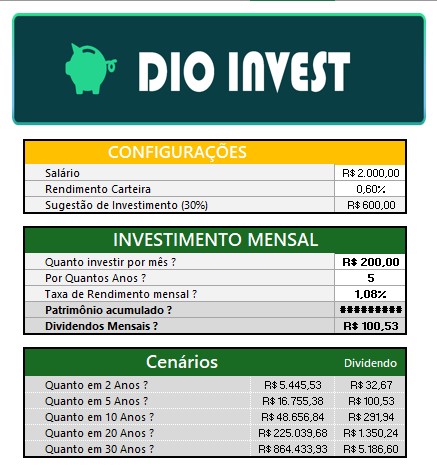 DIO INVEST
CONFIGURAÇÕES
Salário R$ 2.000,00
Rendimento Carteira 0,60%
Sugestão de Investimento (30%) R$ 600,00
INVESTIMENTO MENSAL
Quanto investir por mês ? R$ 200,00
Por Quantos Anos ? 5
Taxa de Rendimento mensal ? 1,08%
Patrimônio acumulado ? #########
Dividendos Mensais ? R$ 100,53
Cenários Dividendo
Quanto em 2 Anos ? R$ 5.445,53 R$ 32,67
Quanto em 5 Anos ? R$ 16.755,38 R$ 100,53
Quanto em 10 Anos ? R$ 48.656,84 R$ 291,94
Quanto em 20 Anos ? R$ 225.039,68 R$ 1.350,24
Quanto em 30 Anos ? R$ 864.433,93 R$ 5.186,60